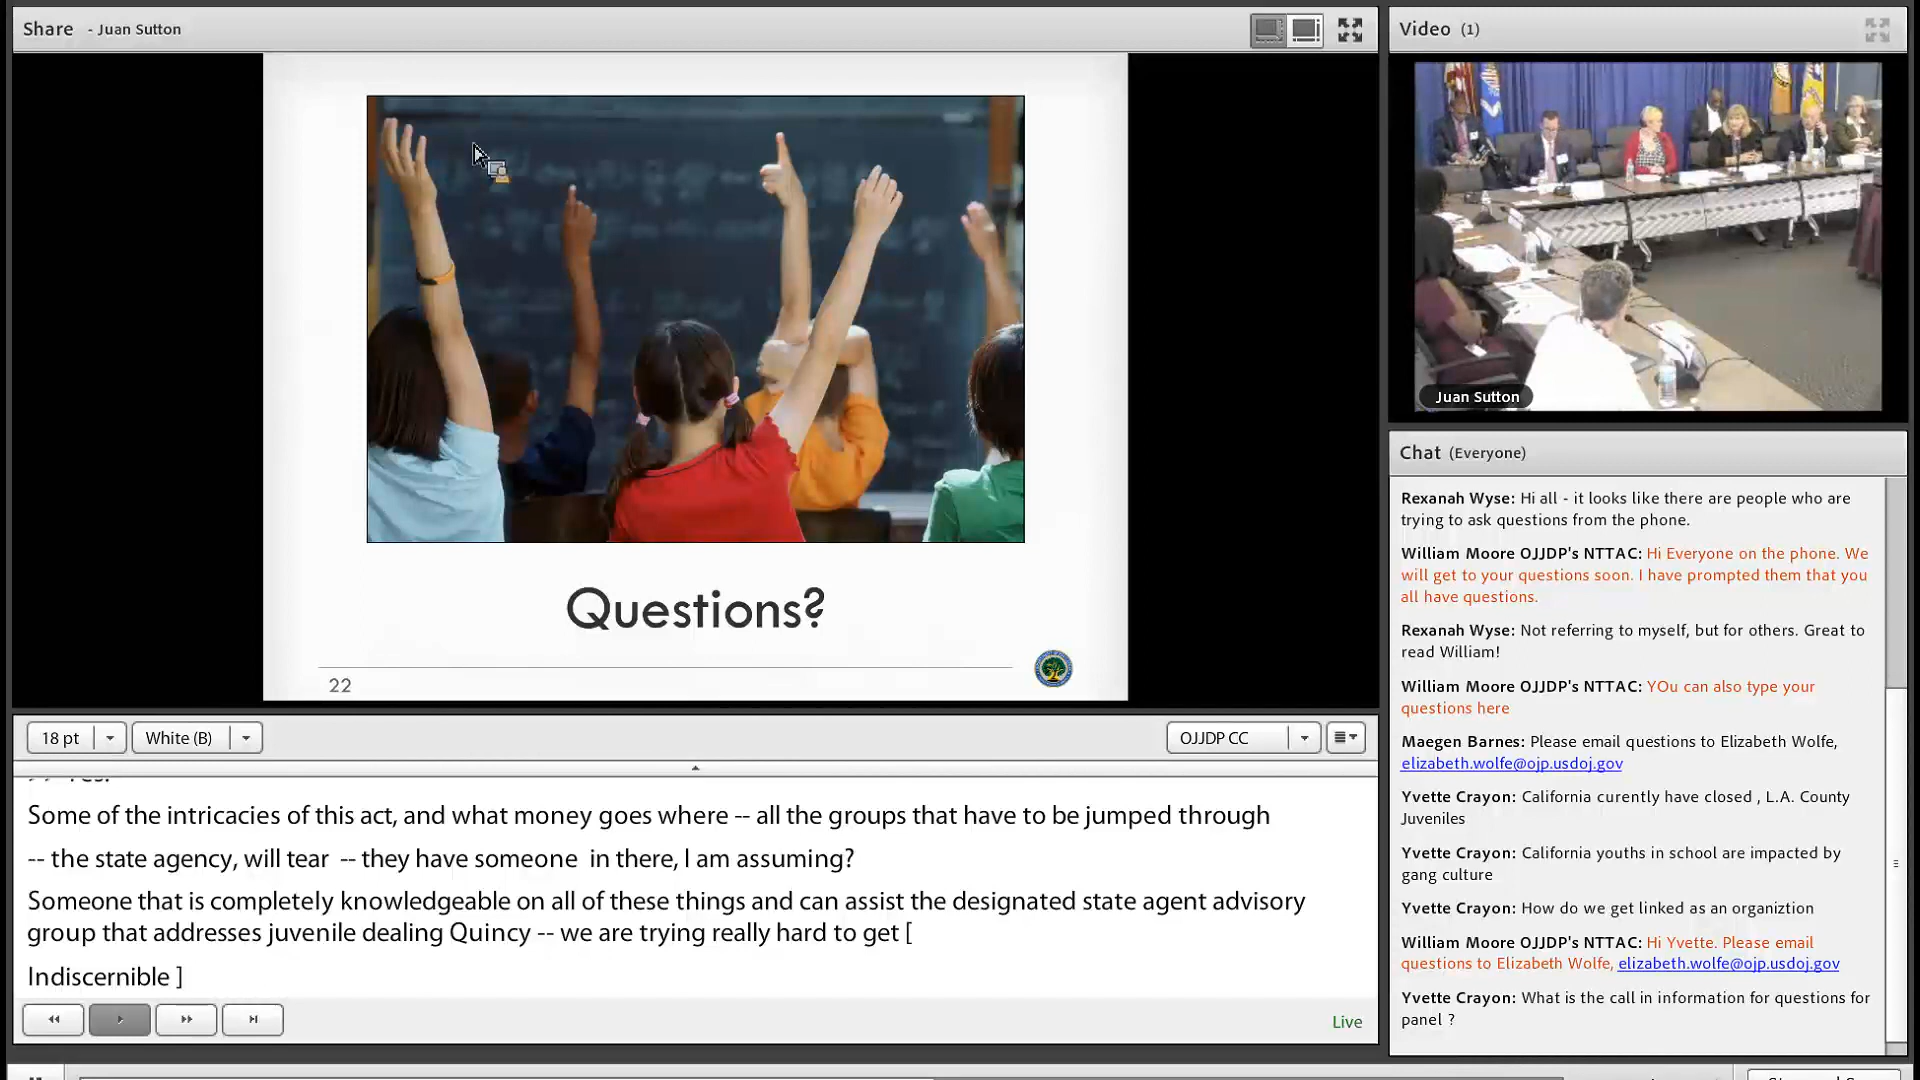 Share - Juan Sutton
Questions?
22
18 pt
White (B)
OJJDP CC
Some of the intricacies of this act, and what money goes where -- all the groups that have to be jumped through
-- the state agency, will tear -- they have someone in there, I am assuming?
Someone that is completely knowledgeable on all of these things and can assist the designated state agent advisory
group that addresses juvenile dealing Quincy -- we are trying really hard to get [
Indiscernible ]
Live
Video (1)
Juan Sutton
Chat (Everyone)
Rexanah Wyse: Hi all - it looks like there are people who are
trying to ask questions from the phone.
William Moore OJJDP's NTTAC: Hi Everyone on the phone. We
will get to your questions soon. I have prompted them that you
all have questions.
Rexanah Wyse: Not referring to myself, but for others. Great to
read William!
William Moore OJJDP's NTTAC: YOu can also type your
questions here
Maegen Barnes: Please email questions to Elizabeth Wolfe,
elizabeth.wolfe@ojp.usdoj.gov
Yvette Crayon: California curently have closed , L.A. County
Juveniles
Yvette Crayon: California youths in school are impacted by
gang culture
Yvette Crayon: How do we get linked as an organiztion
William Moore OJJDP's NTTAC: Hi Yvette. Please email
questions to Elizabeth Wolfe, elizabeth.wolfe@ojp.usdoj.gov
Yvette Crayon: What is the call in information for questions for
panel ?